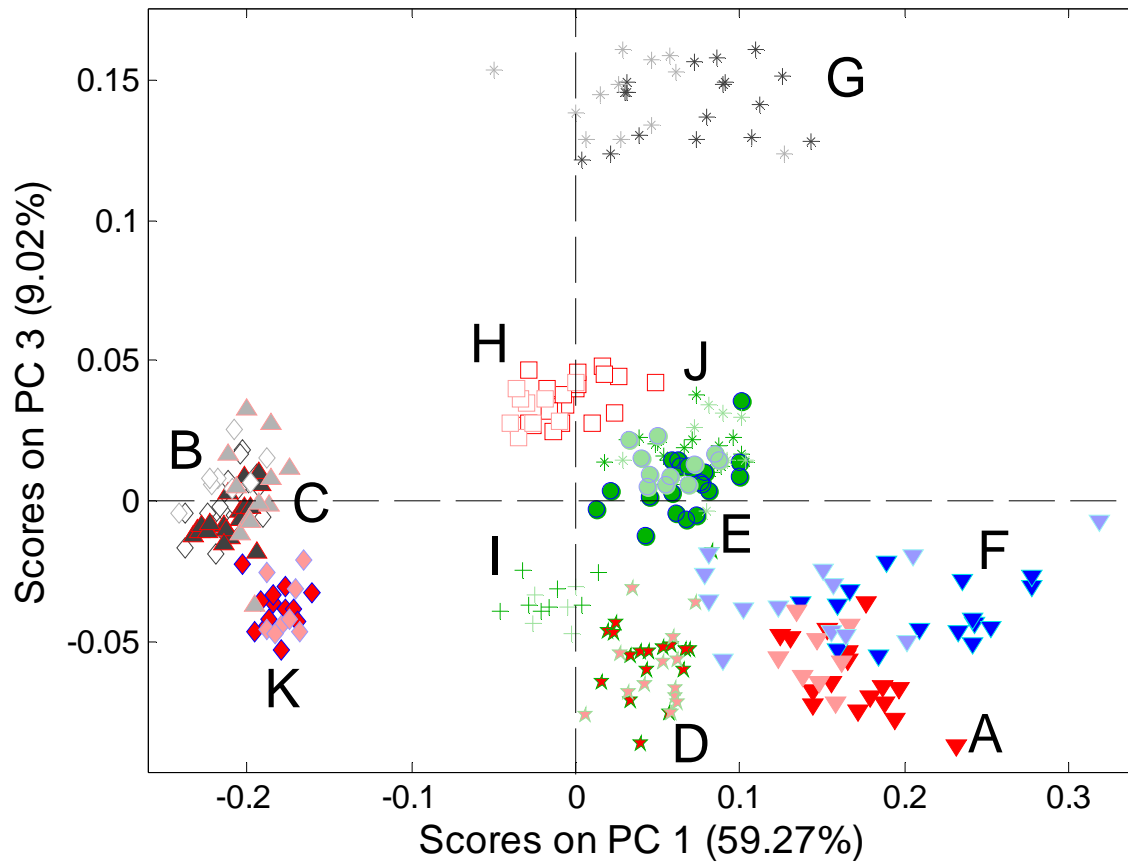 0.15
0.1
0.05
0
-0.05
Scores on PC 3 (9.02%)
G
H
J
B
C
E
I
F
K
D
A
-0.2
-0.1
0
0.1
0.2
0.3
Scores on PC 1 (59.27%)